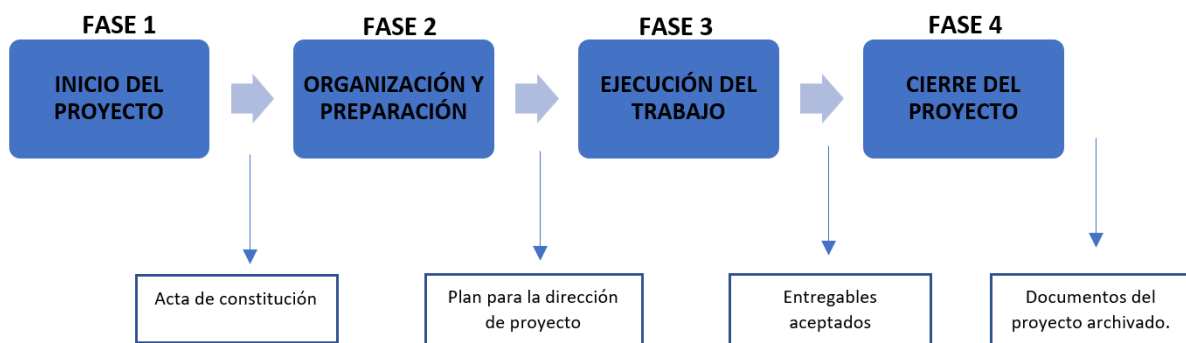 FASE 1
FASE 2
FASE 3
FASE 4
INICIO DEL
PROYECTO
ORGANIZACIÓN Y
PREPARACIÓN
EJECUCIÓN DEL
TRABAJO
CIERRE DEL
PROYECTO
Acta de constitución
Plan para la dirección
de proyecto
Entregables
aceptados
Documentos del
proyecto archivado.